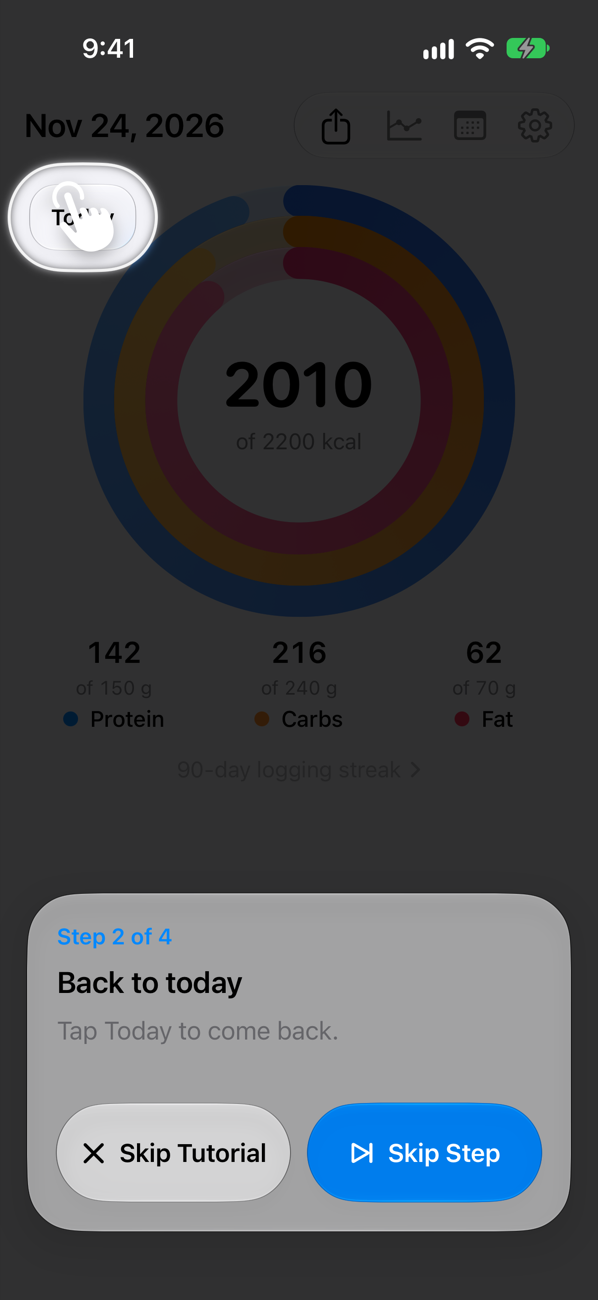 9:41
Nov 24, 2026
Today
2010
of 2200 kcal
142
216
62
of 150 g
of 240 g
of 70 g
Protein
Carbs
Fat
90-day logging streak
Step 2 of 4
Back to today
Tap Today to come back.
Skip Tutorial
Skip Step